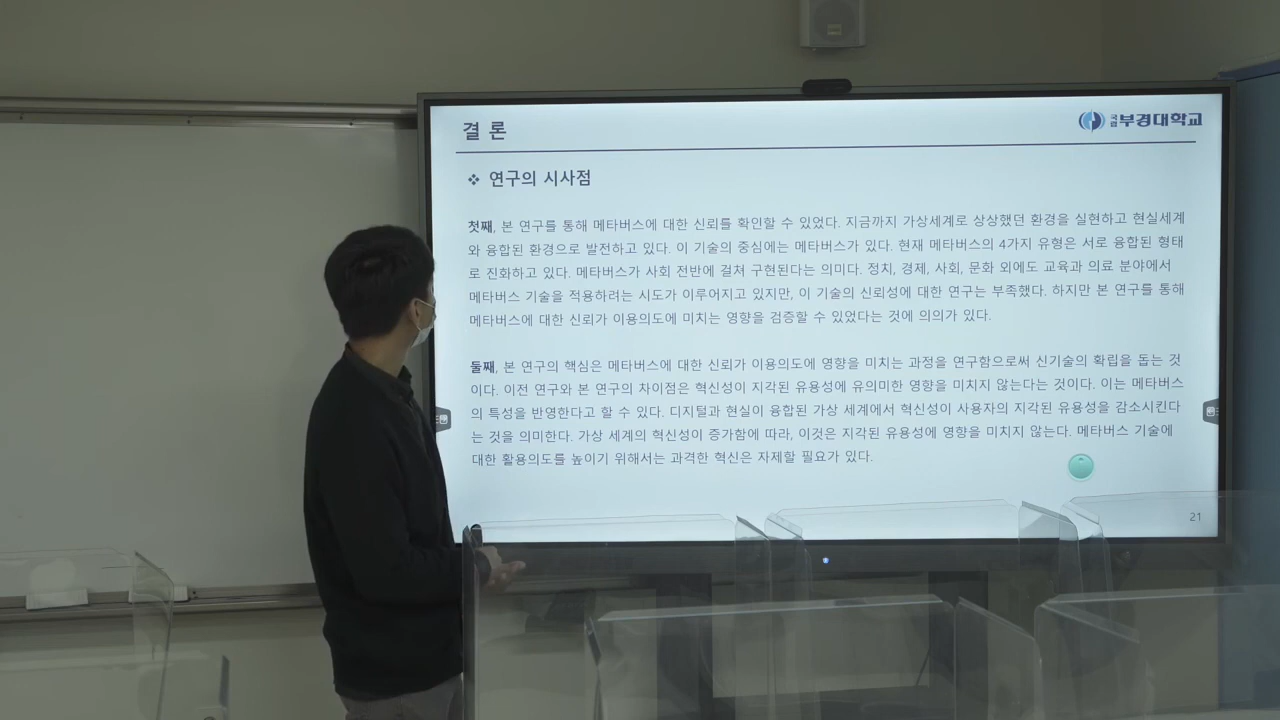 결 론
국립부경대학교
❖ 연구의 시사점
첫째, 본 연구를 통해 메타버스에 대한 신뢰를 확인할 수 있었다. 지금까지 가상세계로 상상했던 환경을 실현하고 현실세계
와 융합된 환경으로 발전하고 있다. 이 기술의 중심에는 메타버스가 있다. 현재 메타버스의 4가지 유형은 서로 융합된 형태
로 진화하고 있다. 메타버스가 사회 전반에 걸쳐 구현된다는 의미다. 정치, 경제, 사회, 문화 외에도 교육과 의료 분야에서
메타버스 기술을 적용하려는 시도가 이루어지고 있지만, 이 기술의 신뢰성에 대한 연구는 부족했다. 하지만 본 연구를 통해
메타버스에 대한 신뢰가 이용의도에 미치는 영향을 검증할 수 있었다는 것에 의의가 있다.
둘째, 본 연구의 핵심은 메타버스에 대한 신뢰가 이용의도에 영향을 미치는 과정을 연구함으로써 신기술의 확립을 돕는 것
이다. 이전 연구와 본 연구의 차이점은 혁신성이 지각된 유용성에 유의미한 영향을 미치지 않는다는 것이다. 이는 메타버스
의 특성을 반영한다고 할 수 있다. 디지털과 현실이 융합된 가상 세계에서 혁신성이 사용자의 지각된 유용성을 감소시킨다
는 것을 의미한다. 가상 세계의 혁신성이 증가함에 따라, 이것은 지각된 유용성에 영향을 미치지 않는다. 메타버스 기술에
대한 활용의도를 높이기 위해서는 과격한 혁신은 자제할 필요가 있다.
21